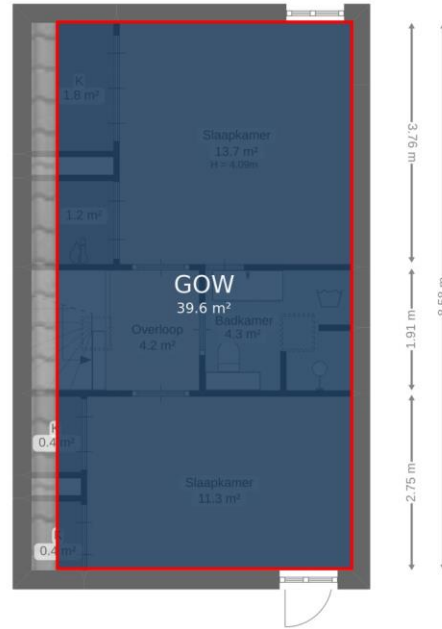 K
1.8 m²
Slaapkamer
13.7 m²
H = 4.09m
3.76 m
1.2 m²
GOW
39.6 m²
8.58 m
Overloop
4.2 m²
Badkamer
4.3 m²
1.91 m
K
0.4 m²
Slaapkamer
11.3 m²
2.75 m
K
0.4 m²